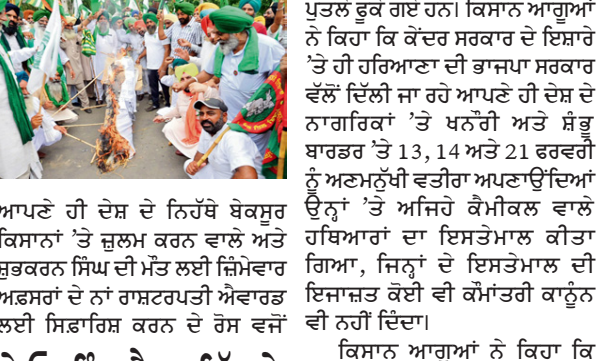 ਆਪਣੇ ਹੀ ਦੇਸ਼ ਦੇ ਨਿਹੱਥੇ ਬੇਕਸੂਰ
ਕਿਸਾਨਾਂ ’ਤੇ ਜ਼ੁਲਮ ਕਰਨ ਵਾਲੇ ਅਤੇ
ਸ਼ੁਭਕਰਨ ਸਿੰਘ ਦੀ ਮੌਤ ਲਈ ਜ਼ਿੰਮੇਵਾਰ
ਅਫ਼ਸਰਾਂ ਦੇ ਨਾਂ ਰਾਸ਼ਟਰਪਤੀ ਐਵਾਰਡ
ਲਈ ਸਿਫ਼ਾਰਿਸ਼ ਕਰਨ ਦੇ ਰੋਸ ਵਜੋਂ
ਪੁਤਲੇ ਫੂਕੇ ਗਏ ਹਨ। ਕਿਸਾਨ ਆਗੂਆਂ
ਨੇ ਕਿਹਾ ਕਿ ਕੇਂਦਰ ਸਰਕਾਰ ਦੇ ਇਸ਼ਾਰੇ
’ਤੇ ਹੀ ਹਰਿਆਣਾ ਦੀ ਭਾਜਪਾ ਸਰਕਾਰ
ਵੱਲੋਂ ਦਿੱਲੀ ਜਾ ਰਹੇ ਆਪਣੇ ਹੀ ਦੇਸ਼ ਦੇ
ਨਾਗਰਿਕਾਂ ’ਤੇ ਖਨੌਰੀ ਅਤੇ ਸ਼ੰਭੂ
ਬਾਰਡਰ ’ਤੇ 13, 14 ਅਤੇ 21 ਫਰਵਰੀ
ਨੂੰ ਅਣਮਨੁੱਖੀ ਵਤੀਰਾ ਅਪਣਾਉਂਦਿਆਂ
ਉਨ੍ਹਾਂ ’ਤੇ ਅਜਿਹੇ ਕੈਮੀਕਲ ਵਾਲੇ
ਹਥਿਆਰਾਂ ਦਾ ਇਸਤੇਮਾਲ ਕੀਤਾ
ਗਿਆ, ਜਿਨ੍ਹਾਂ ਦੇ ਇਸਤੇਮਾਲ ਦੀ
ਇਜਾਜ਼ਤ ਕੋਈ ਵੀ ਕੌਮਾਂਤਰੀ ਕਾਨੂੰਨ
ਵੀ ਨਹੀਂ ਦਿੰਦਾ।
ਕਿਸਾਨ ਆਗੂਆਂ ਨੇ ਕਿਹਾ ਕਿ